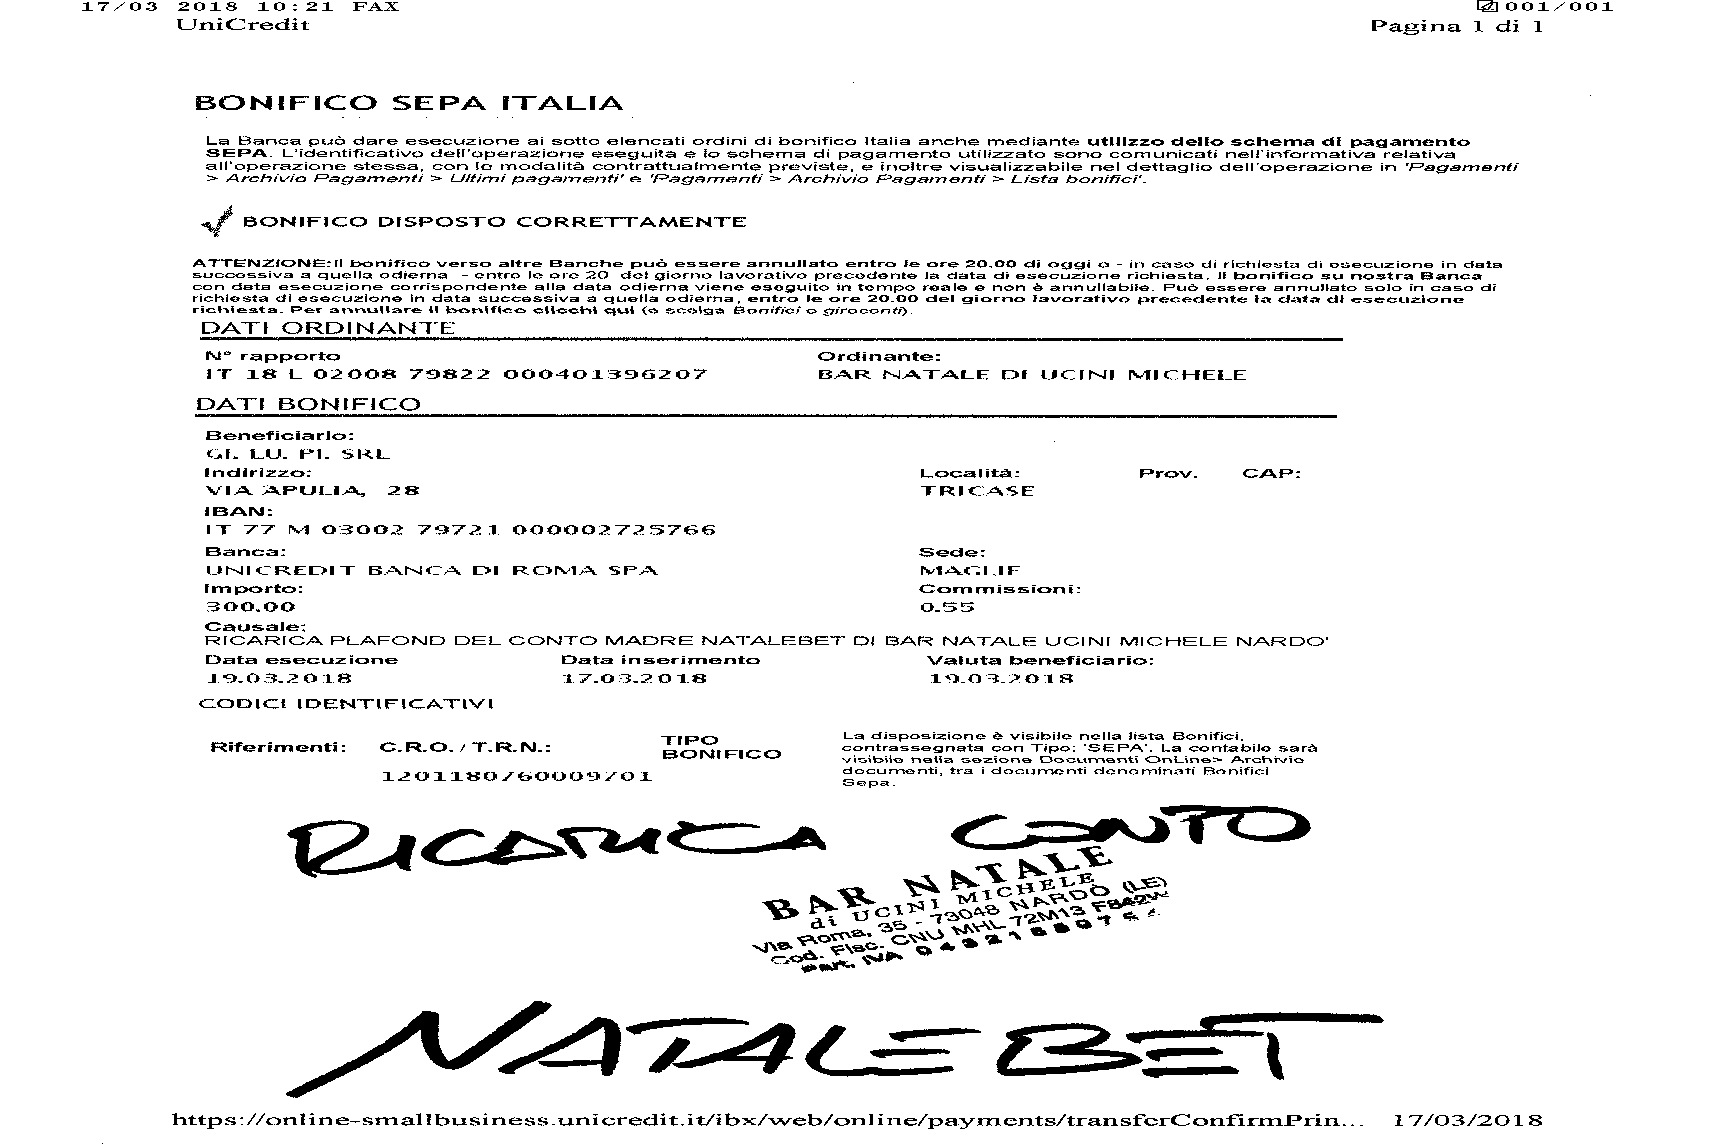 17/03 2018 10:21 FAX 001/001
UniCredit Pagina 1 di 1
BONIFICO SEPA ITALIA
La Banca può dare esecuzione ai sotto elencati ordini di bonifico Italia anche mediante utilizzo dello schema di pagamento
SEPA. L'identificativo dell'operazione eseguita e lo schema di pagamento utilizzato sono comunicati nell'informativa relativa
all'operazione stessa, con le modalità contrattualmente previste, e inoltre visualizzabile nel dettaglio dell'operazione in 'Pagamenti
> Archivio Pagamenti > Ultimi pagamenti' e 'Pagamenti > Archivio Pagamenti > Lista bonifici'.
BONIFICO DISPOSTO CORRETTAMENTE
ATTENZIONE:Il bonifico verso altre Banche può essere annullato entro le ore 20.00 di oggi o - in caso di richiesta di esecuzione in data
successiva a quella odierna - entro le ore 20 del giorno lavorativo precedente la data di esecuzione richiesta. Il bonifico su nostra Banca
con data esecuzione corrispondente alla data odierna viene eseguito in tempo reale e non è annullabile. Può essere annullato solo in caso di
richiesta di esecuzione in data successiva a quella odierna, entro le ore 20.00 del giorno lavorativo precedente la data di esecuzione
richiesta. Per annullare il bonifico clicchi qui (o scelga Bonifici o giroconti).
DATI ORDINANTE
N° rapporto Ordinante:
IT 18 L 02008 79822 000401396207 BAR NATALE DI UCINI MICHELE
DATI BONIFICO
Beneficiario:
GI. LU. PI. SRL
Indirizzo: Località: Prov. CAP:
VIA APULIA, 28 TRICASE
IBAN:
IT 77 M 03002 79721 000002725766
Banca: Sede:
UNICREDIT BANCA DI ROMA SPA MAGLIE
Importo: Commissioni:
300.00 0.55
Causale:
RICARICA PLAFOND DEL CONTO MADRE NATALEBET DI BAR NATALE UCINI MICHELE NARDO'
Data esecuzione Data inserimento Valuta beneficiario:
19.03.2018 17.03.2018 19.03.2018
CODICI IDENTIFICATIVI
Riferimenti: C.R.O. / T.R.N.: TIPO BONIFICO
1201180760009701
La disposizione è visibile nella lista Bonifici,
contrassegnata con Tipo: 'SEPA'. La contabile sarà
visibile nella sezione Documenti OnLine> Archivio
documenti, tra i documenti denominati Bonifici
Sepa.
RICARICA CONTO
BAR NATALE
di UCINI MICHELE
Via Roma, 35 - 73048 NARDÒ (LE)
Cod. Fisc. CNU MHL 72M13 F842W
Part. IVA
NATALEBET
https://online-smallbusiness.unicredit.it/ibx/web/online/payments/transferConfirmPrin... 17/03/2018